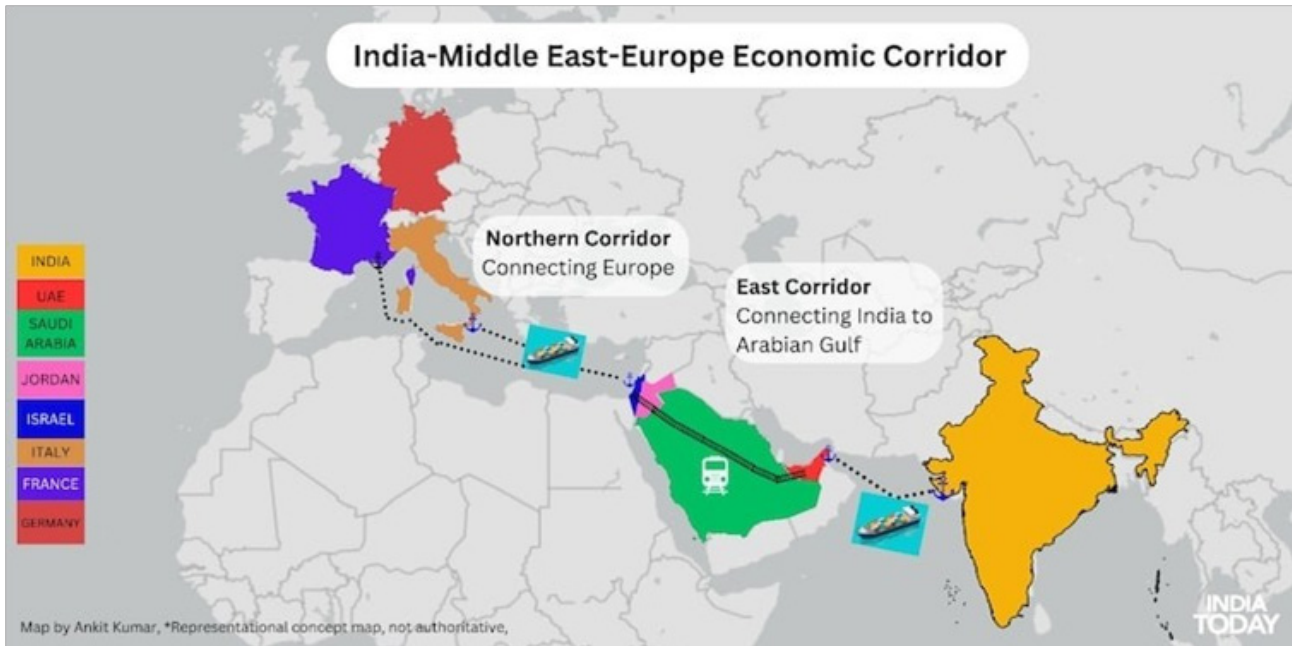 India-Middle East-Europe Economic Corridor
Northern Corridor
Connecting Europe
East Corridor
Connecting India to
Arabian Gulf
INDIA
UAE
SAUDI
ARABIA
JORDAN
ISRAEL
ITALY
FRANCE
GERMANY
Map by Ankit Kumar, *Representational concept map, not authoritative,
INDIA
TODAY